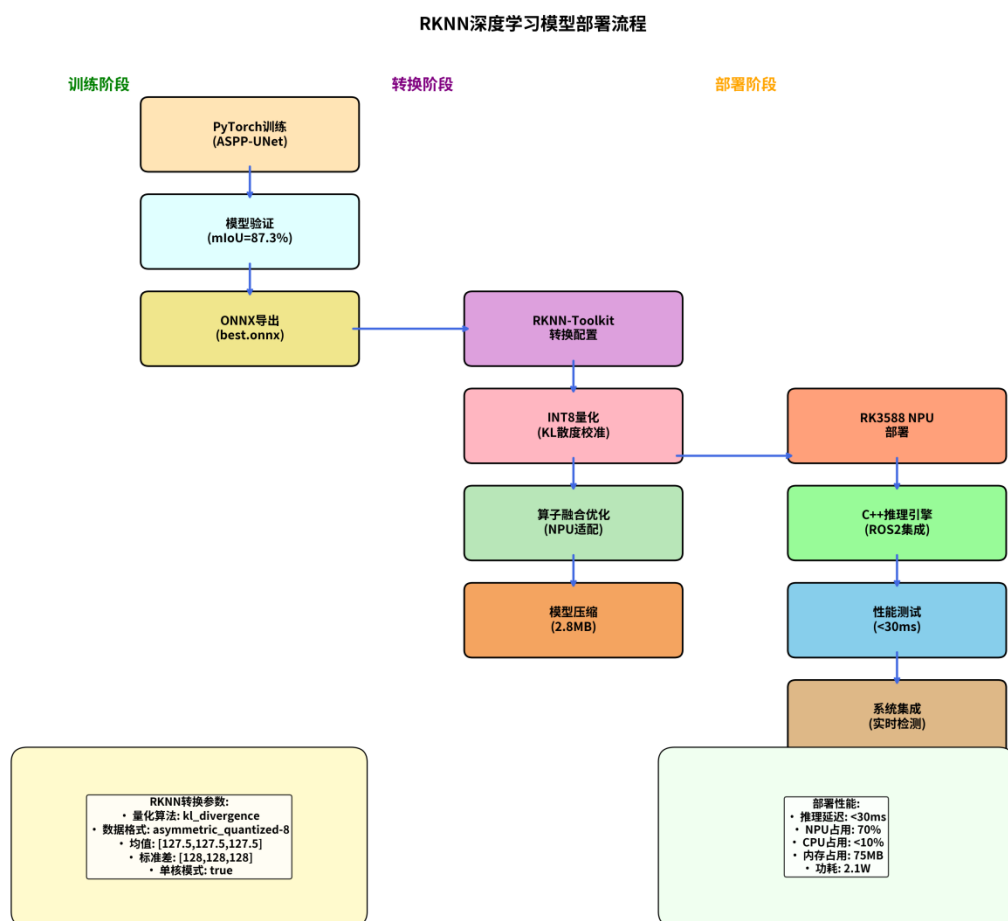 RKNN深度学习模型部署流程
训练阶段
转换阶段
部署阶段
PyTorch训练
(ASPP-UNet)
模型验证
(mIoU=87.3%)
ONNX导出
(best.onnx)
RKNN-Toolkit
转换配置
INT8量化
(KL散度校准)
算子融合优化
(NPU适配)
模型压缩
(2.8MB)
RK3588 NPU
部署
C++推理引擎
(ROS2集成)
性能测试
(<30ms)
系统集成
(实时检测)
RKNN转换参数:
• 量化算法: kl_divergence
• 数据格式: asymmetric_quantized-8
• 均值: [127.5,127.5,127.5]
• 标准差: [128,128,128]
• 单核模式: true
部署性能:
• 推理延迟: <30ms
• NPU占用: 70%
• CPU占用: <10%
• 内存占用: 75MB
• 功耗: 2.1W